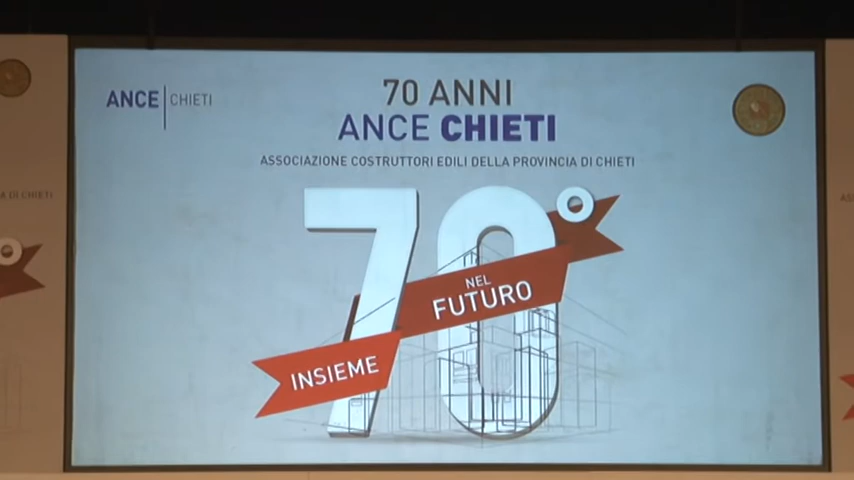 ANCE CHIETI
70 ANNI
ANCE CHIETI
ASSOCIAZIONE COSTRUTTORI EDILI DELLA PROVINCIA DI CHIETI
A DI CHIETI
70°
NEL
FUTURO
INSIEME